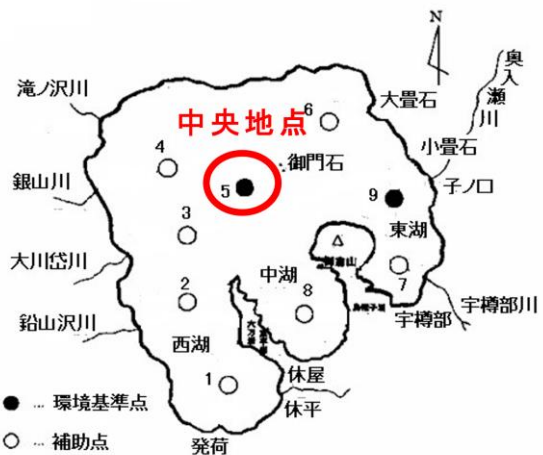 N
奥入瀬川
滝ノ沢川
大畳石
6
中央地点
小畳石
4
御門石
銀山川
5
9
子ノ口
3
東湖
大川岱川
中湖
7
2
8
宇樽部
宇樽部川
鉛山沢川
西湖
休屋
1
● … 環境基準点
休平
○ … 補助点
発荷